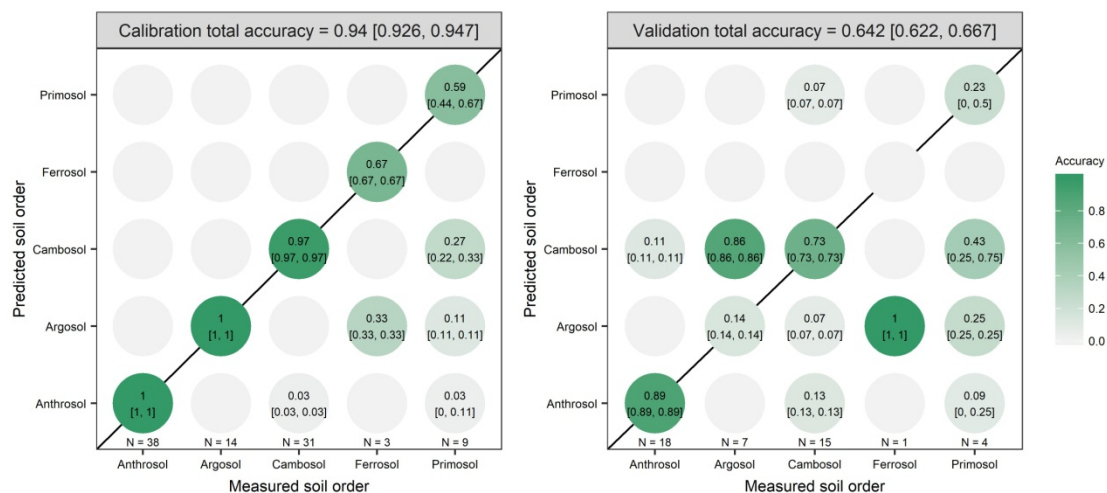 Calibration total accuracy = 0.94 [0.926, 0.947]
Predicted soil order
Primosol
Ferrosol
Cambosol
Argosol
Anthrosol
0.59
[0.44, 0.67]
0.67
[0.67, 0.67]
0.97
[0.97, 0.97]
0.27
[0.22, 0.33]
1
[1, 1]
0.33
[0.33, 0.33]
0.11
[0.11, 0.11]
1
[1, 1]
0.03
[0.03, 0.03]
0.03
[0, 0.11]
N = 38 N = 14 N = 31 N = 3 N = 9
Anthrosol Argosol Cambosol Ferrosol Primosol
Measured soil order
Validation total accuracy = 0.642 [0.622, 0.667]
Predicted soil order
Primosol
Ferrosol
Cambosol
Argosol
Anthrosol
0.07
[0.07, 0.07]
0.23
[0, 0.5]
0.11
[0.11, 0.11]
0.86
[0.86, 0.86]
0.73
[0.73, 0.73]
0.43
[0.25, 0.75]
0.14
[0.14, 0.14]
0.07
[0.07, 0.07]
1
[1, 1]
0.25
[0.25, 0.25]
0.89
[0.89, 0.89]
0.13
[0.13, 0.13]
0.09
[0, 0.25]
N = 18 N = 7 N = 15 N = 1 N = 4
Anthrosol Argosol Cambosol Ferrosol Primosol
Measured soil order
Accuracy
0.8
0.6
0.4
0.2
0.0